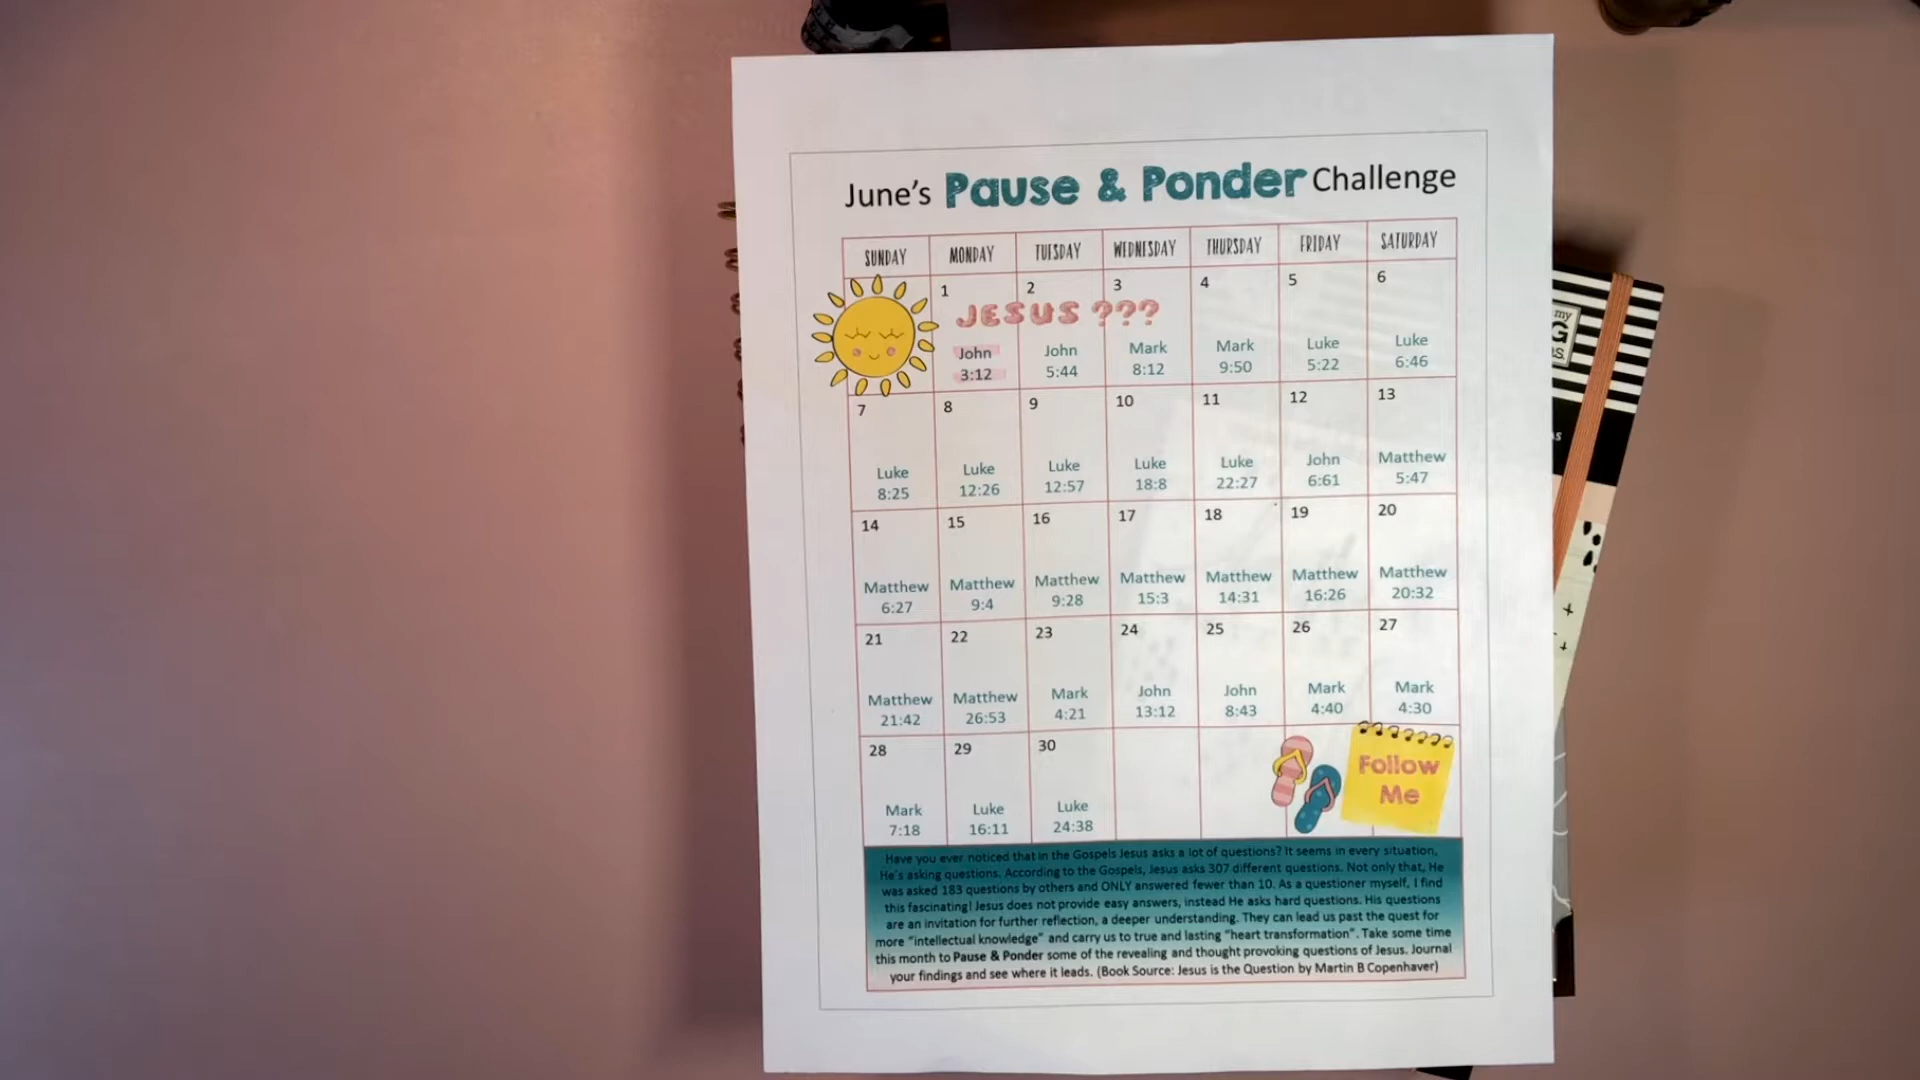 June's Pause & Ponder Challenge
SUNDAY MONDAY TUESDAY WEDNESDAY THURSDAY FRIDAY SATURDAY
1 2 3 4 5 6
JESUS ???
John John Mark Mark Luke Luke
3:12 5:44 8:12 9:50 5:22 6:46
7 8 9 10 11 12 13
Luke Luke Luke Luke Luke John Matthew
8:25 12:26 12:57 18:8 22:27 6:61 5:47
14 15 16 17 18 19 20
Matthew Matthew Matthew Matthew Matthew Matthew Matthew
6:27 9:4 9:28 15:3 14:31 16:26 20:32
21 22 23 24 25 26 27
Matthew Matthew Mark John John Mark Mark
21:42 26:53 4:21 13:12 8:43 4:40 4:30
28 29 30
Mark Luke Luke
7:18 16:11 24:38
Follow
Me
Have you ever noticed that in the Gospels Jesus asks a lot of questions? It seems in every situation,
He's asking questions. According to the Gospels, Jesus asks 307 different questions. Not only that, He
was asked 183 questions by others and ONLY answered fewer than 10. As a questioner myself, I find
this fascinating! Jesus does not provide easy answers, instead He asks hard questions. His questions
are an invitation for further reflection, a deeper understanding. They can lead us past the quest for
more "intellectual knowledge" and carry us to true and lasting "heart transformation". Take some time
this month to Pause & Ponder some of the revealing and thought provoking questions of Jesus. Journal
your findings and see where it leads. (Book Source: Jesus is the Question by Martin B Copenhaver)
my